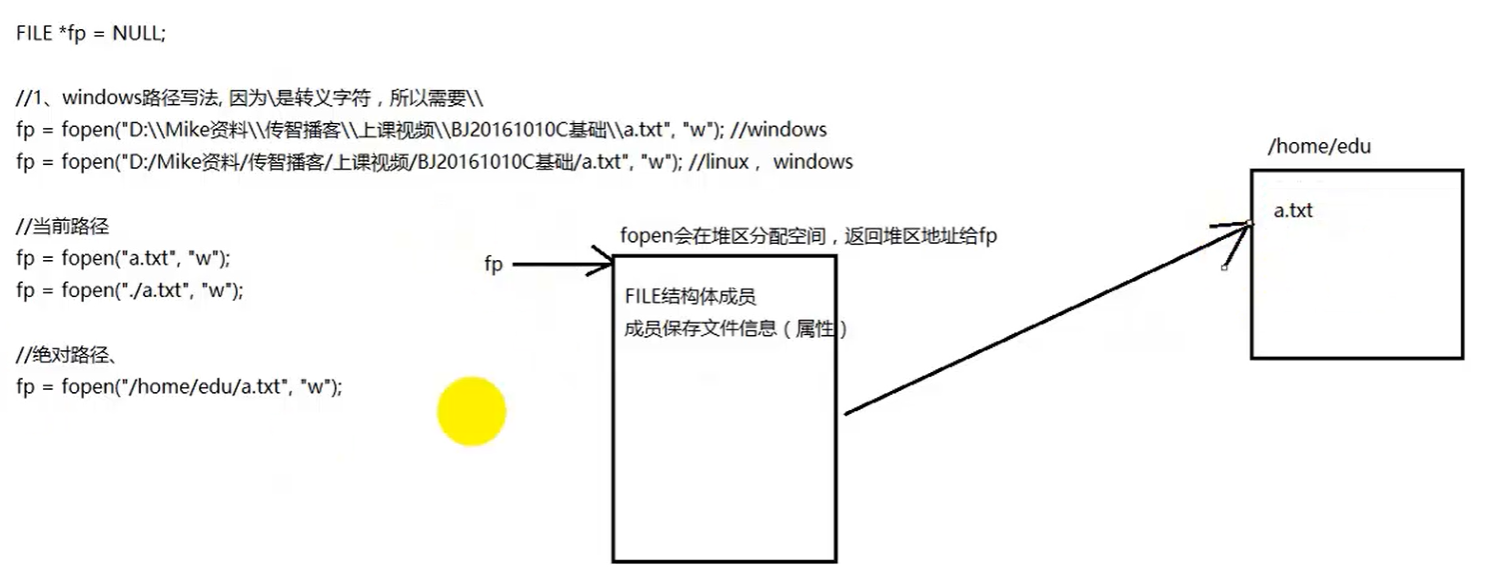 FILE *fp = NULL;
//1、windows路径写法, 因为\是转义字符，所以需要\\
fp = fopen("D:\\Mike资料\\传智播客\\上课视频\\BJ20161010C基础\\a.txt", "w"); //windows
fp = fopen("D:/Mike资料/传智播客/上课视频/BJ20161010C基础/a.txt", "w"); //linux ，windows
//当前路径
fp = fopen("a.txt", "w");
fp = fopen("./a.txt", "w");
//绝对路径、
fp = fopen("/home/edu/a.txt", "w");
fopen会在堆区分配空间，返回堆区地址给fp
fp
FILE结构体成员
成员保存文件信息（属性）
/home/edu
a.txt